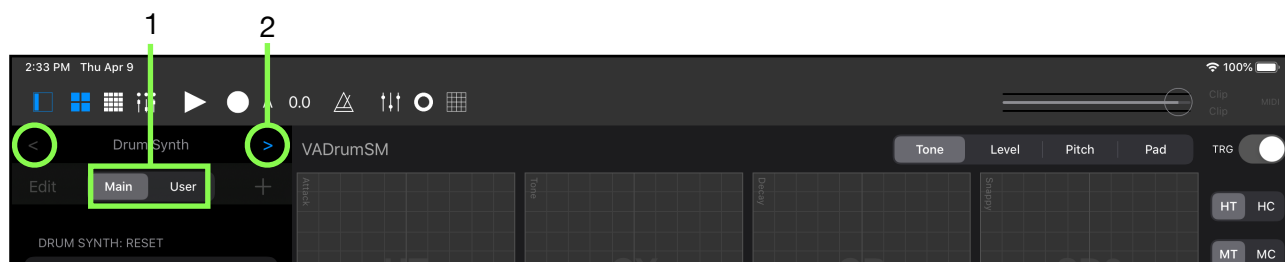 1 2
2:33 PM Thu Apr 9 100%
0.0 Clip MIDI
Clip
< Drum Synth > VADrumSM Tone Level Pitch Pad TRG
Edit Main User + Attack Tone Decay Snappy
HT HC
DRUM SYNTH: RESET
MT MC